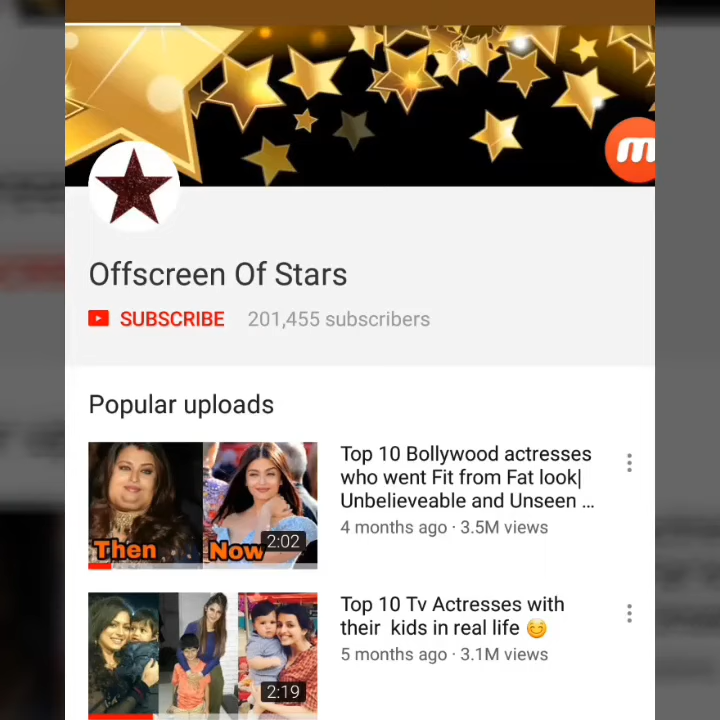 m
Offscreen Of Stars
SUBSCRIBE 201,455 subscribers
Popular uploads
Top 10 Bollywood actresses
who went Fit from Fat look|
Unbelieveable and Unseen ...
4 months ago · 3.5M views
Then
Now
2:02
Top 10 Tv Actresses with
their kids in real life 😊
5 months ago · 3.1M views
2:19